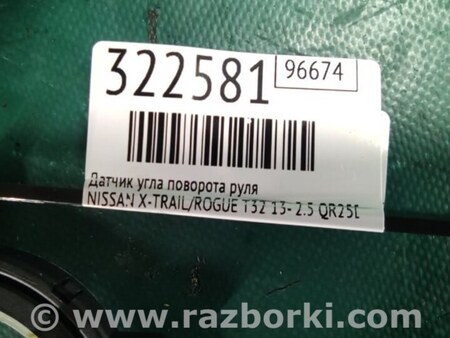 322581
96674
Датчик угла поворота руля
NISSAN X-TRAIL/ROGUE T32 13- 2.5 QR25
www.razborki.com